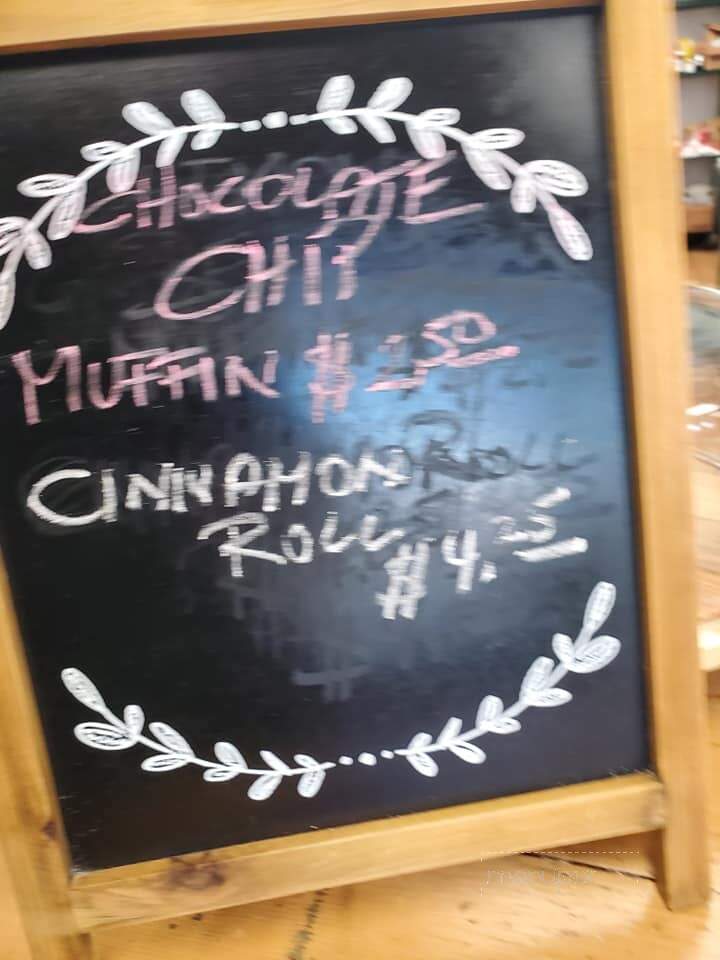 CHOCOLATE
CHIP
MUFFIN $2.50
CINNAMON
ROLL
$4.25